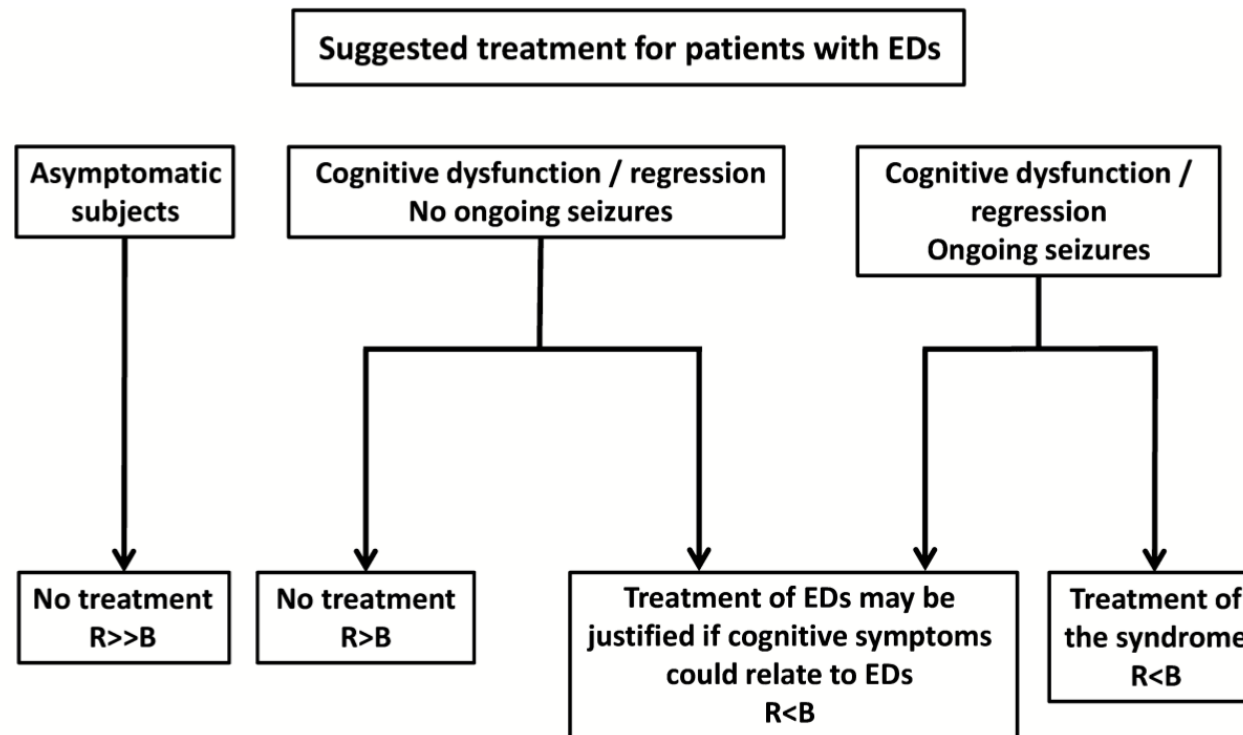 Suggested treatment for patients with EDs
Asymptomatic
subjects
Cognitive dysfunction / regression
No ongoing seizures
Cognitive dysfunction /
regression
Ongoing seizures
No treatment
R>>B
No treatment
R>B
Treatment of EDs may be
justified if cognitive symptoms
could relate to EDs
R<B
Treatment of
the syndrome
R<B